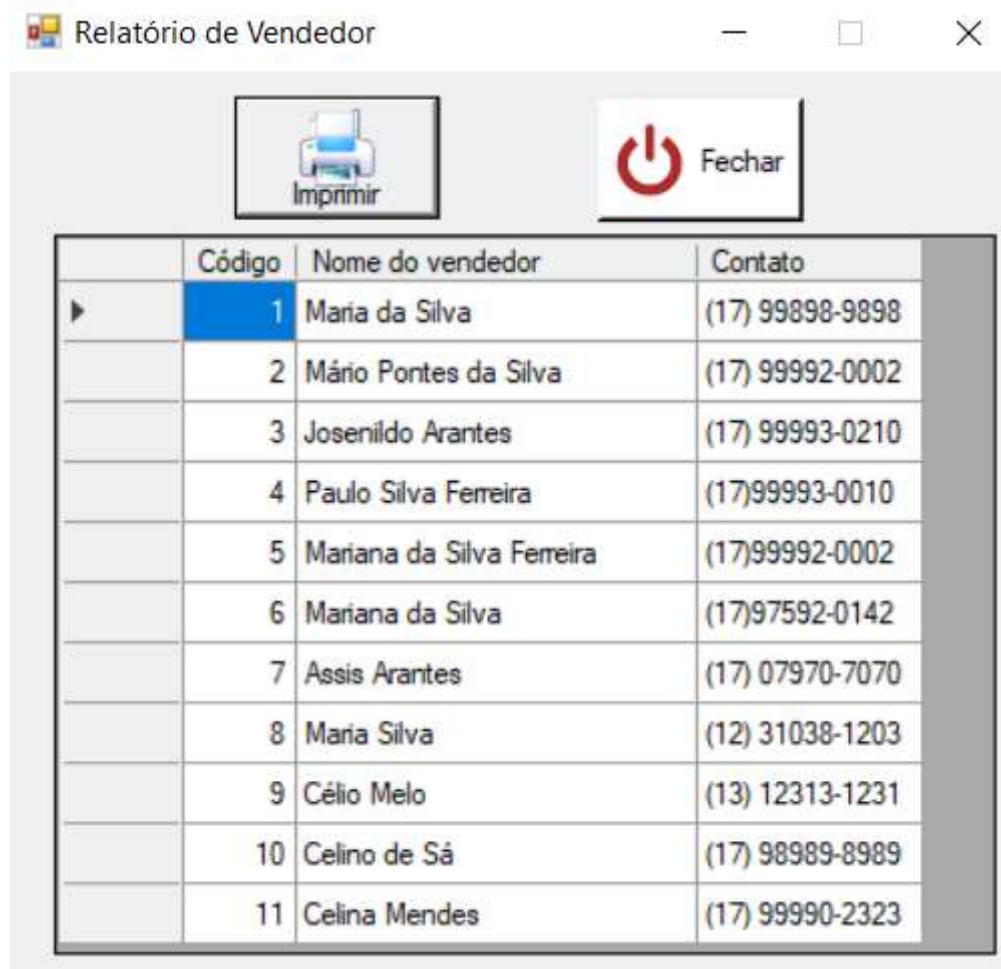 Relatório de Vendedor
Imprimir
Fechar
Código Nome do vendedor Contato
1 Maria da Silva (17) 99898-9898
2 Mário Pontes da Silva (17) 99992-0002
3 Josenildo Arantes (17) 99993-0210
4 Paulo Silva Ferreira (17)99993-0010
5 Mariana da Silva Ferreira (17)99992-0002
6 Mariana da Silva (17)97592-0142
7 Assis Arantes (17) 07970-7070
8 Maria Silva (12) 31038-1203
9 Célio Melo (13) 12313-1231
10 Celino de Sá (17) 98989-8989
11 Celina Mendes (17) 99990-2323